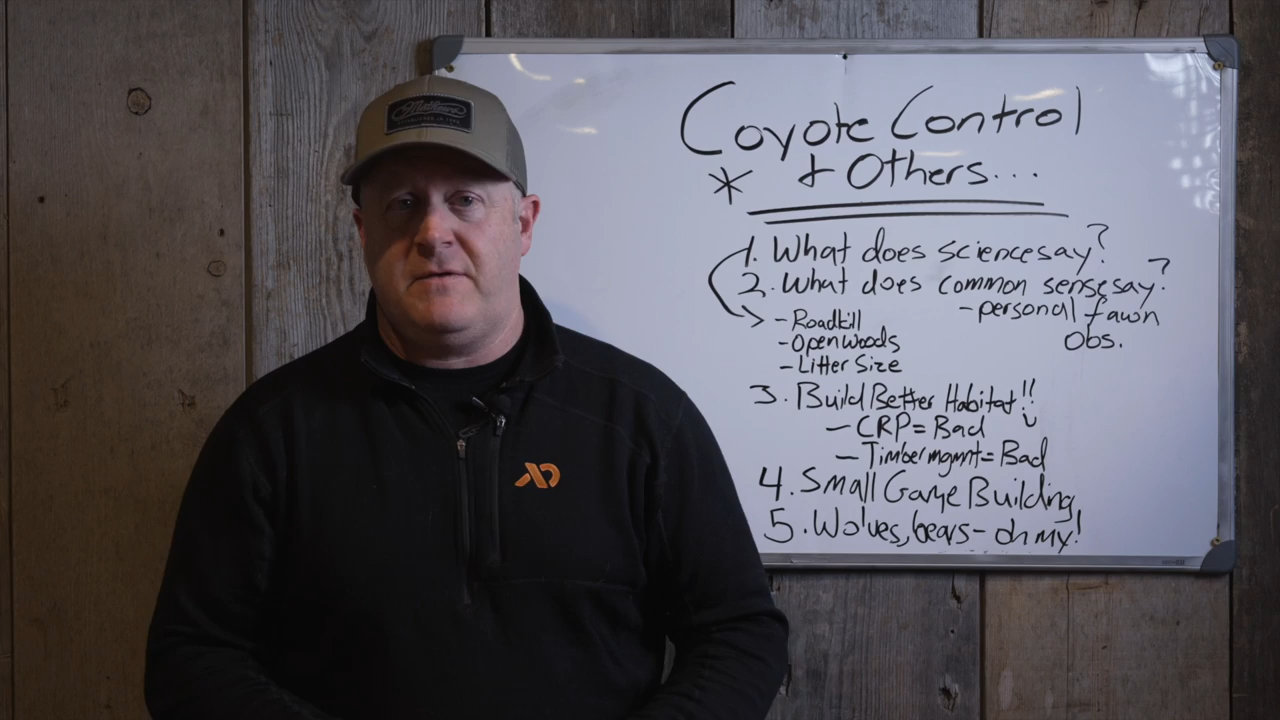 Mathews
Coyote Control
* + Others...
1. What does science say?
2. What does common sense say?
- personal fawn
obs.
- Roadkill
- Open Woods
- Litter Size
3. Build Better Habitat!!
- CRP = Bad
- Timber mgmt = Bad
4. Small Game Building
5. Wolves, bears - oh my!